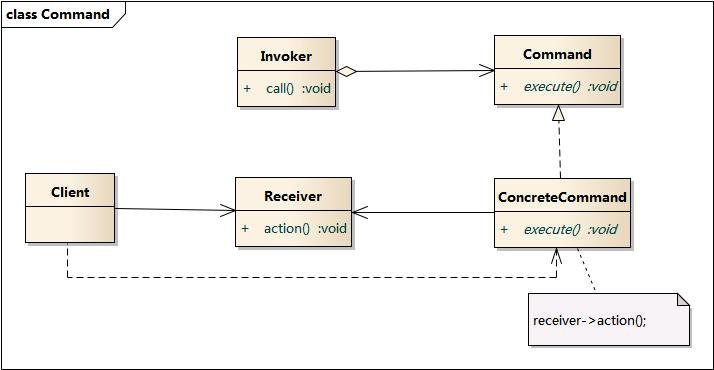 class Command
Invoker
+ call() :void
Command
+ execute() :void
Client
Receiver
+ action() :void
ConcreteCommand
+ execute() :void
receiver->action();